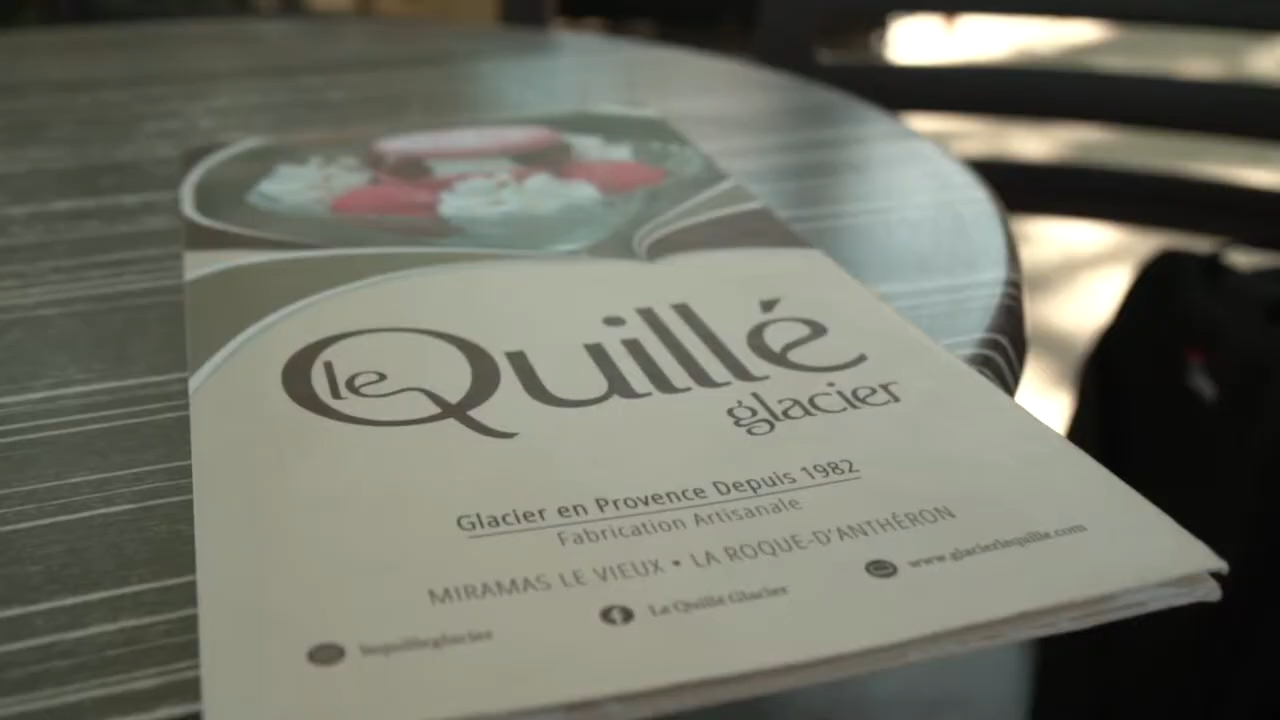 le Quillé
glacier
Glacier en Provence Depuis 1982
Fabrication Artisanale
MIRAMAS LE VIEUX • LA ROQUE-D'ANTHÉRON
www.glacierlequille.com
Le Quillé Glacier
lequilleglacier